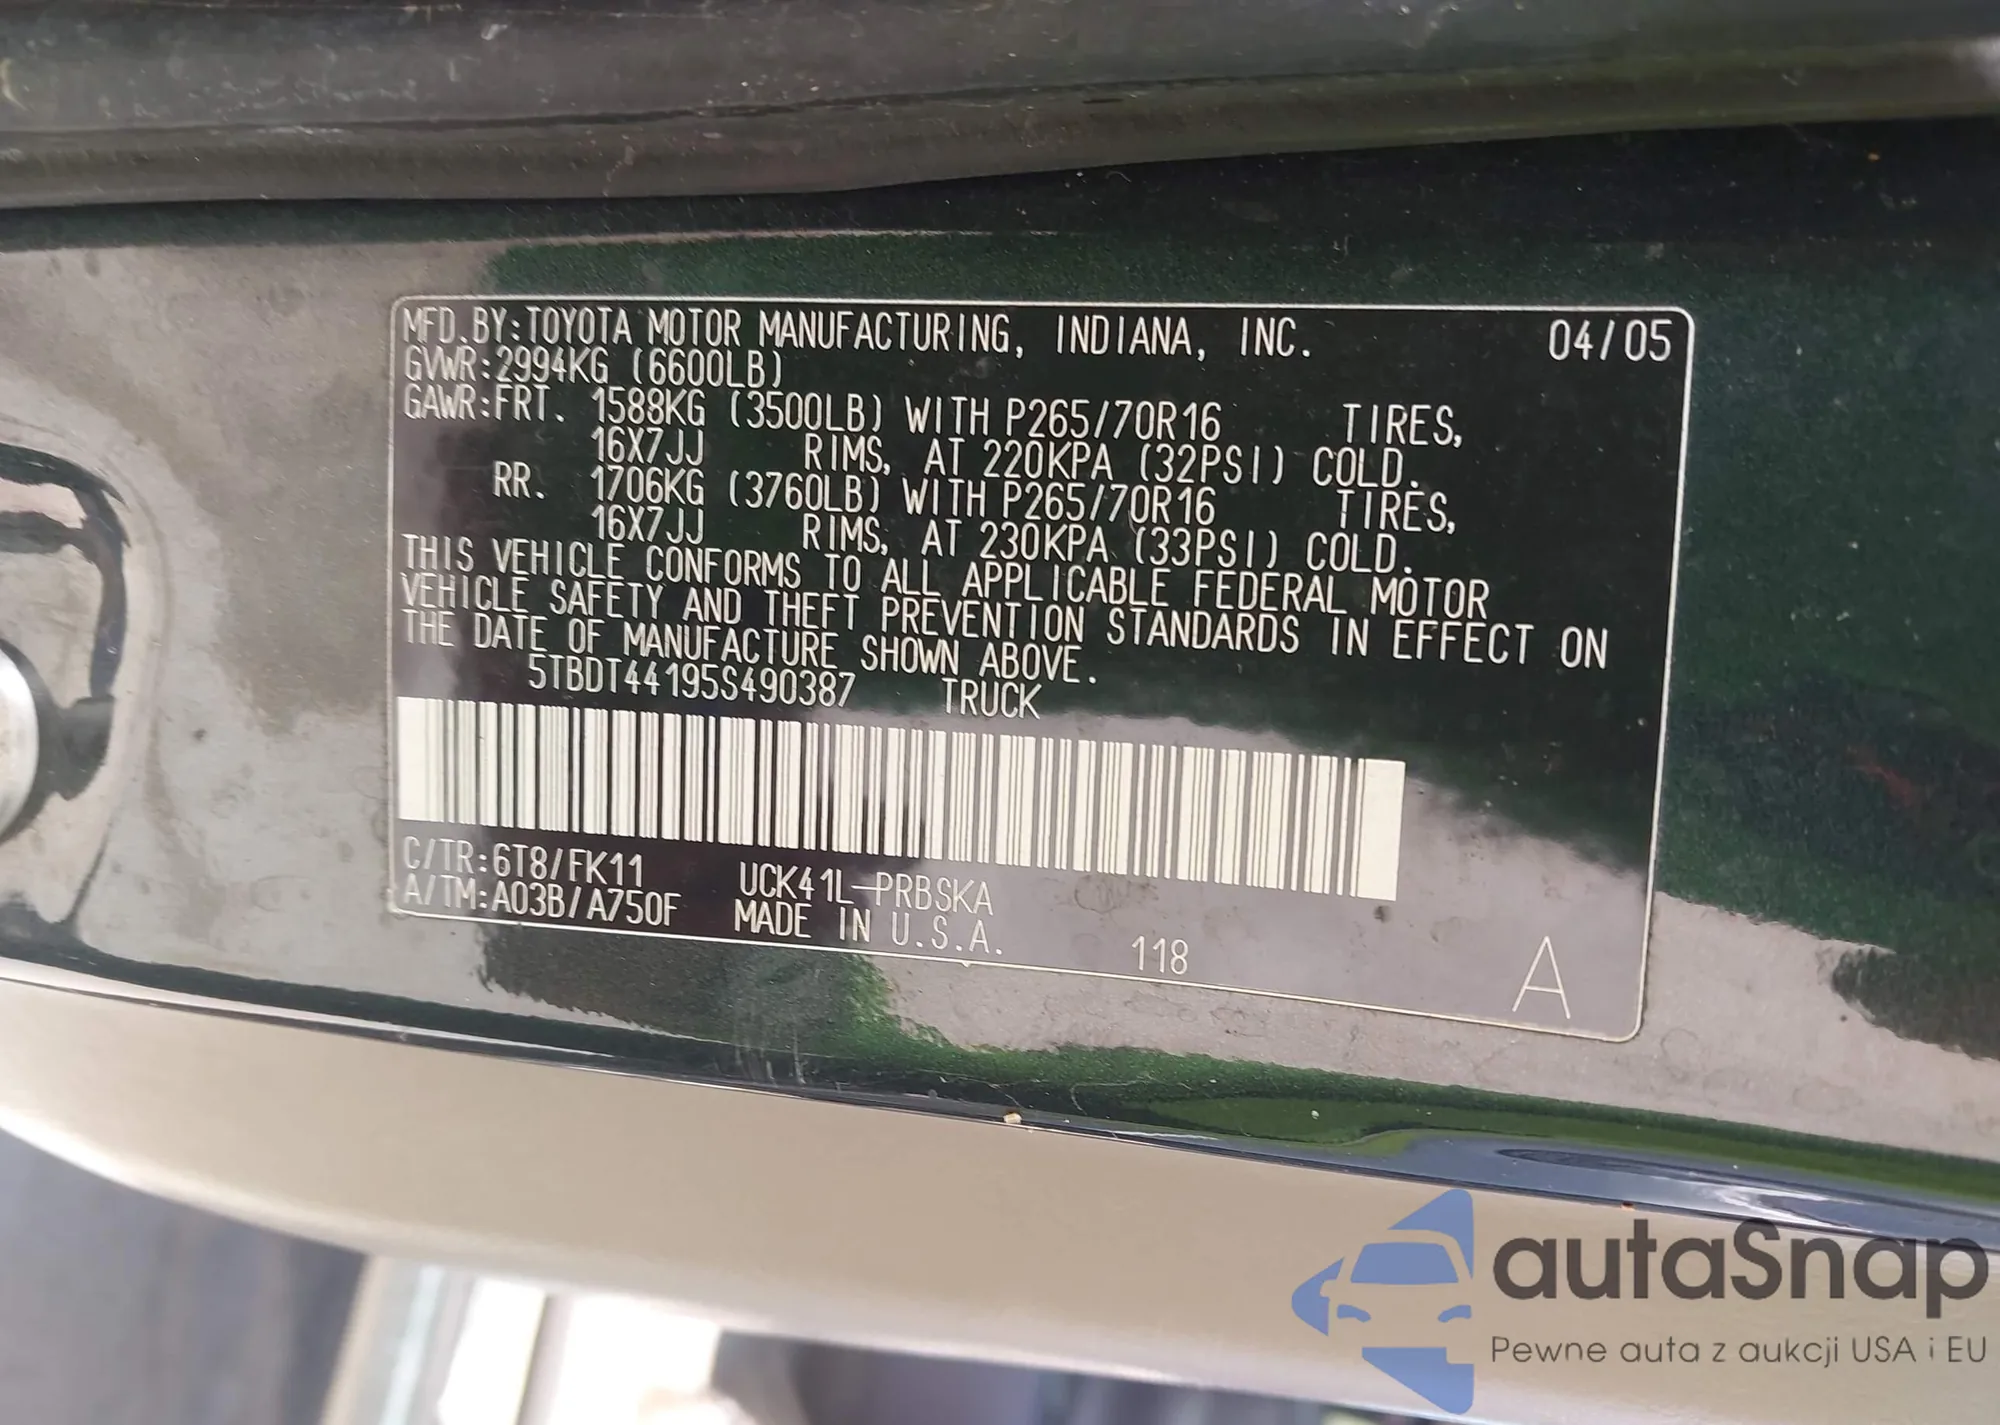 MFD.BY:TOYOTA MOTOR MANUFACTURING, INDIANA, INC. 04/05
GVWR:2994KG (6600LB)
GAWR:FRT. 1588KG (3500LB) WITH P265/70R16 TIRES,
16X7JJ RIMS, AT 220KPA (32PSI) COLD.
RR. 1706KG (3760LB) WITH P265/70R16 TIRES,
16X7JJ RIMS, AT 230KPA (33PSI) COLD.
THIS VEHICLE CONFORMS TO ALL APPLICABLE FEDERAL MOTOR
VEHICLE SAFETY AND THEFT PREVENTION STANDARDS IN EFFECT ON
THE DATE OF MANUFACTURE SHOWN ABOVE.
5TBDT44195S490387 TRUCK
C/TR:6T8/FK11 UCK41L-PRBSKA
A/TM:A03B/A750F MADE IN U.S.A.
118
A
autaSnap
Pewne auta z aukcji USA i EU